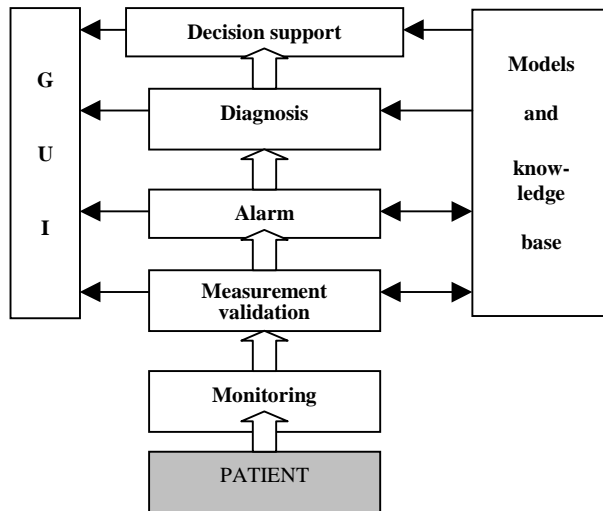 Decision support
G
U
I
Diagnosis
Alarm
Measurement
validation
Monitoring
PATIENT
Models
and
know-
ledge
base